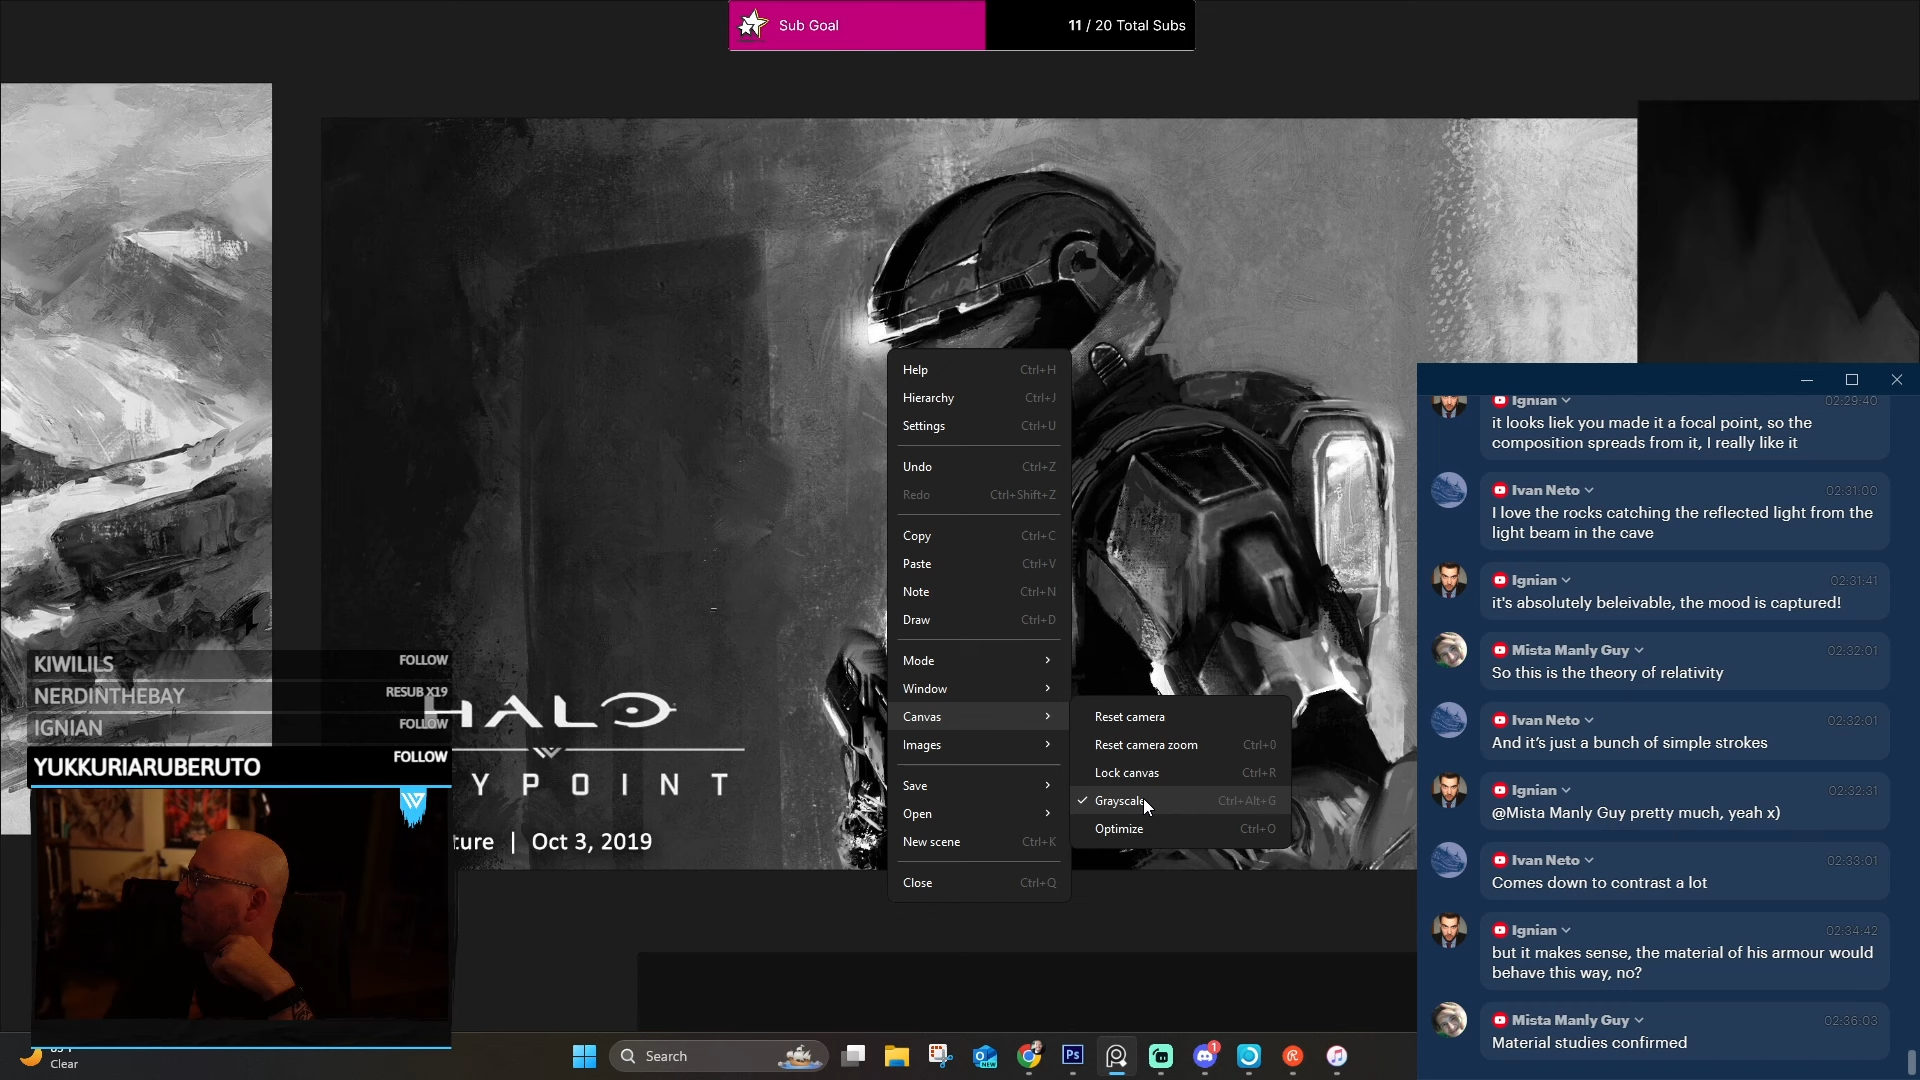 Sub Goal
11 / 20 Total Subs
Help Ctrl+H
Hierarchy Ctrl+J
Settings Ctrl+U
Undo Ctrl+Z
Redo Ctrl+Shift+Z
Copy Ctrl+C
Paste Ctrl+V
Note Ctrl+N
Draw Ctrl+D
Mode
Window
Canvas
Images
Save
Open
New scene Ctrl+K
Close Ctrl+Q
Reset camera
Reset camera zoom Ctrl+0
Lock canvas Ctrl+R
Grayscale Ctrl+Alt+G
Optimize Ctrl+O
HALO
YPOINT
ture | Oct 3, 2019
KIWILILS FOLLOW
NERDINTHEBAY RESUB X19
IGNIAN FOLLOW
YUKKURIARUBERUTO FOLLOW
Ignian 02:29:40
it looks liek you made it a focal point, so the
composition spreads from it, I really like it
Ivan Neto 02:31:00
I love the rocks catching the reflected light from the
light beam in the cave
Ignian 02:31:41
it's absolutely beleivable, the mood is captured!
Mista Manly Guy 02:32:01
So this is the theory of relativity
Ivan Neto 02:32:01
And it's just a bunch of simple strokes
Ignian 02:32:31
@Mista Manly Guy pretty much, yeah x)
Ivan Neto 02:33:01
Comes down to contrast a lot
Ignian 02:34:42
but it makes sense, the material of his armour would
behave this way, no?
Mista Manly Guy 02:36:03
Material studies confirmed
Clear
Search
NEW
Ps
1